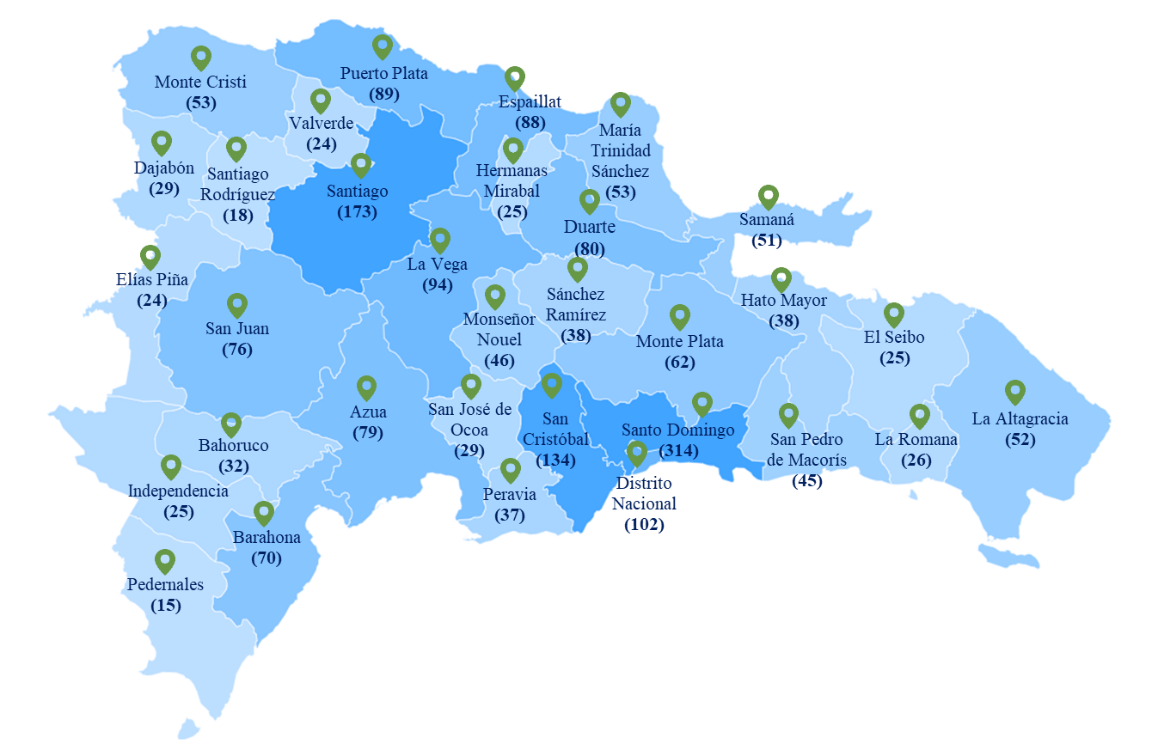 Monte Cristi
(53)
Puerto Plata
(89)
Espaillat
(88)
Valverde
(24)
María
Trinidad
Sánchez
(53)
Dajabón
(29)
Santiago
Rodríguez
(18)
Santiago
(173)
Hermanas
Mirabal
(25)
Duarte
(80)
Samaná
(51)
Elías Piña
(24)
La Vega
(94)
San Juan
(76)
Monseñor
Nouel
(46)
Sánchez
Ramírez
(38)
Monte Plata
(62)
Hato Mayor
(38)
El Seibo
(25)
Azua
(79)
San José de
Ocoa
(29)
San
Cristóbal
(134)
Santo Domingo
(314)
San Pedro
de Macoris
(45)
La Romana
(26)
La Altagracia
(52)
Bahoruco
(32)
Independencia
(25)
Peravia
(37)
Distrito
Nacional
(102)
Barahona
(70)
Pedernales
(15)